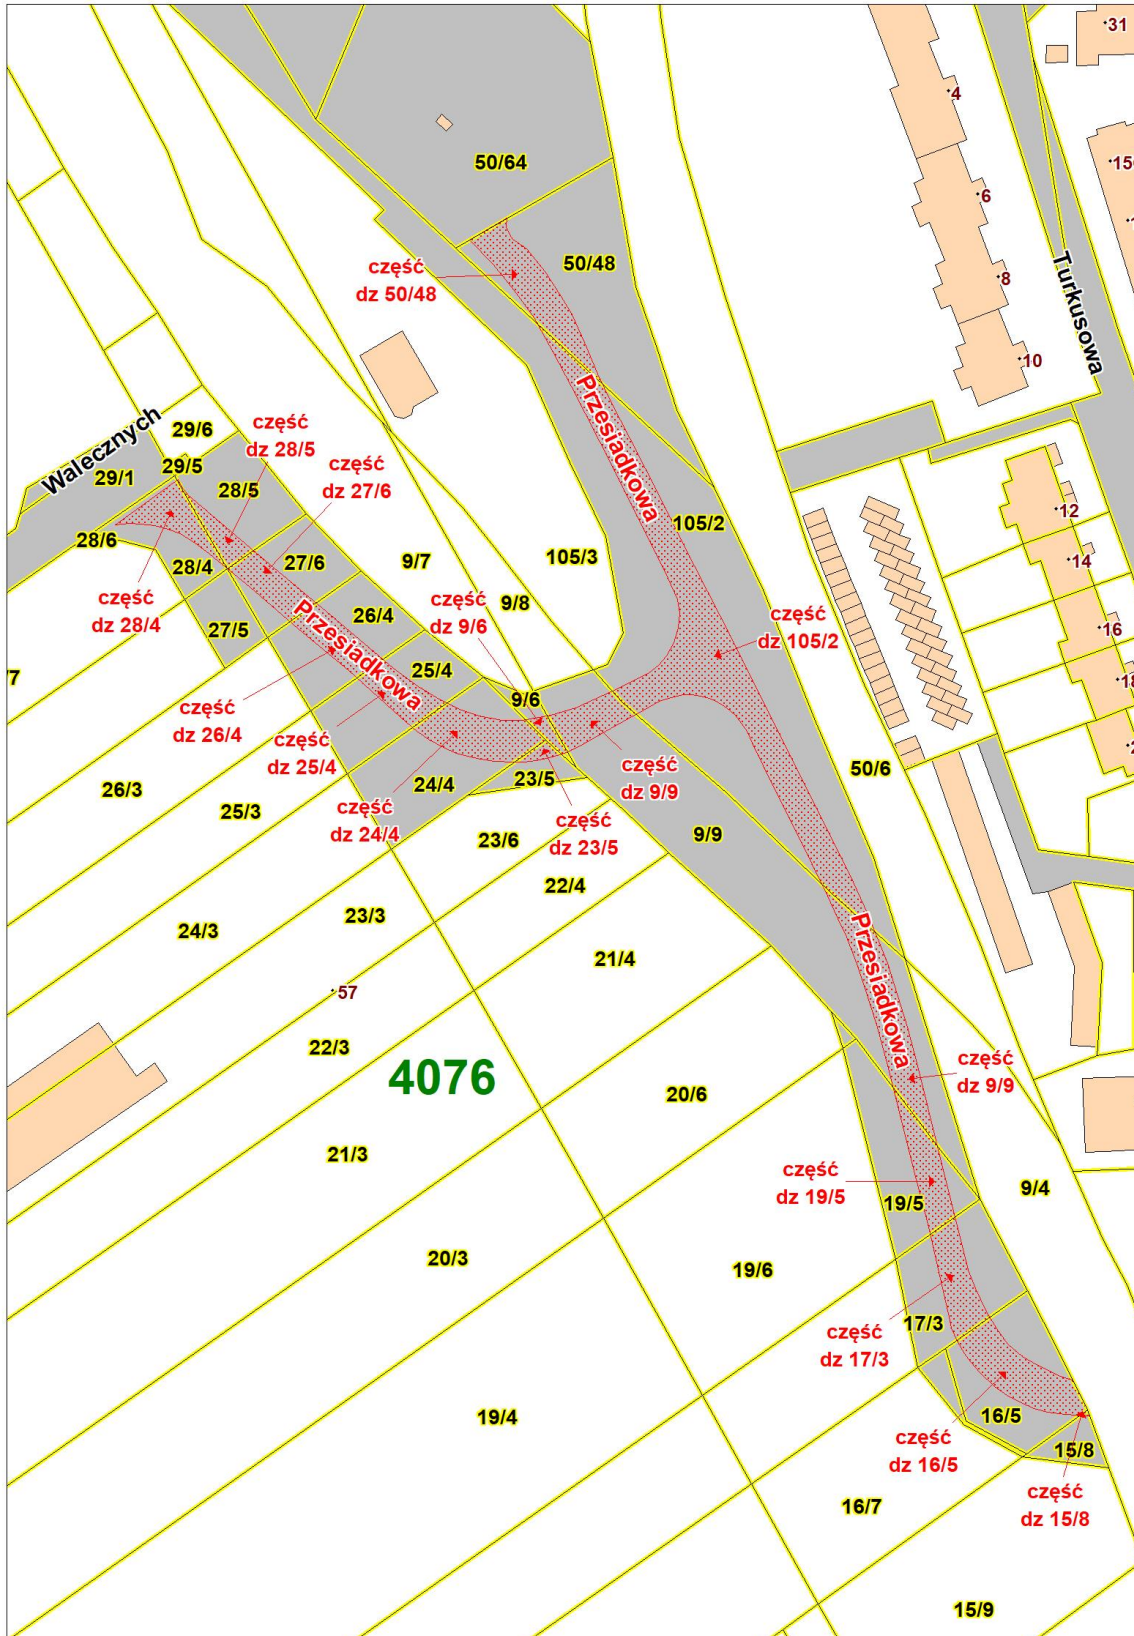 31
4
50/64
15
6
50/48
część
dz 50/48
Turkusowa
8
10
Przesiadkowa
Walecznych
29/6
część
dz 28/5
29/5
29/1
część
dz 27/6
28/5
12
105/2
28/6
28/4
27/6
9/7
105/3
14
część
dz 28/4
Przesiadkowa
26/4
część
dz 9/6
9/8
część
dz 105/2
16
27/5
25/4
9/6
część
dz 26/4
część
dz 25/4
50/6
część
dz 9/9
26/3
24/4
23/5
25/3
część
dz 24/4
część
dz 23/5
9/9
23/6
22/4
23/3
24/3
Przesiadkowa
21/4
57
22/3
4076
część
dz 9/9
20/6
21/3
część
dz 19/5
9/4
19/5
20/3
19/6
17/3
część
dz 17/3
19/4
16/5
część
dz 16/5
15/8
część
dz 15/8
16/7
15/9